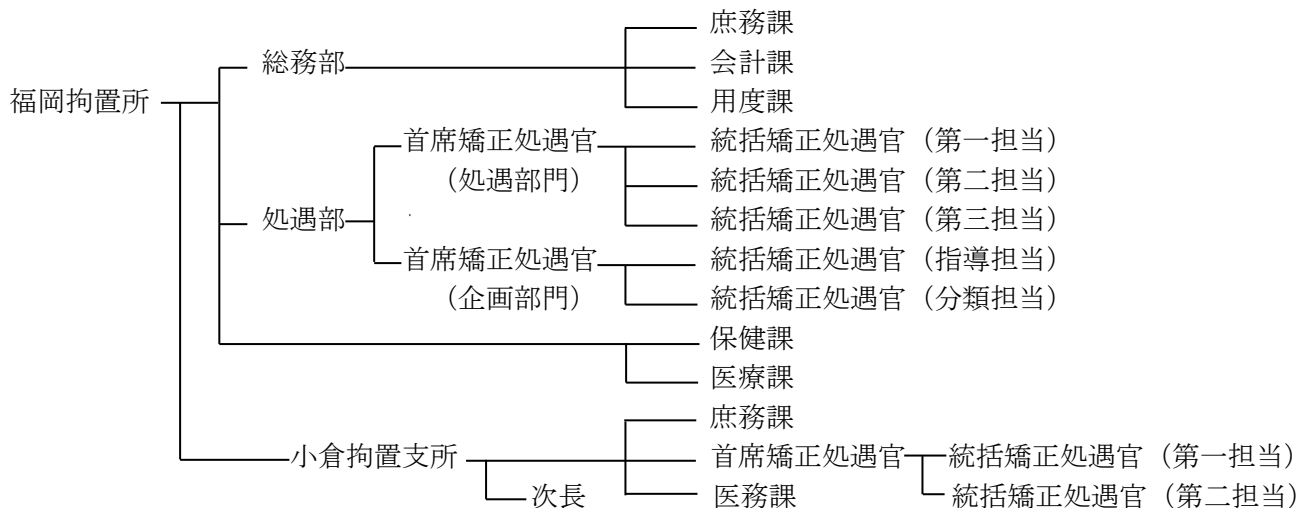 庶務課
総務部
会計課
福岡拘置所
用度課
首席矯正処遇官
統括矯正処遇官（第一担当）
（処遇部門）
統括矯正処遇官（第二担当）
処遇部
統括矯正処遇官（第三担当）
首席矯正処遇官
統括矯正処遇官（指導担当）
（企画部門）
統括矯正処遇官（分類担当）
保健課
医療課
庶務課
小倉拘置支所
首席矯正処遇官
統括矯正処遇官（第一担当）
次長
医務課
統括矯正処遇官（第二担当）